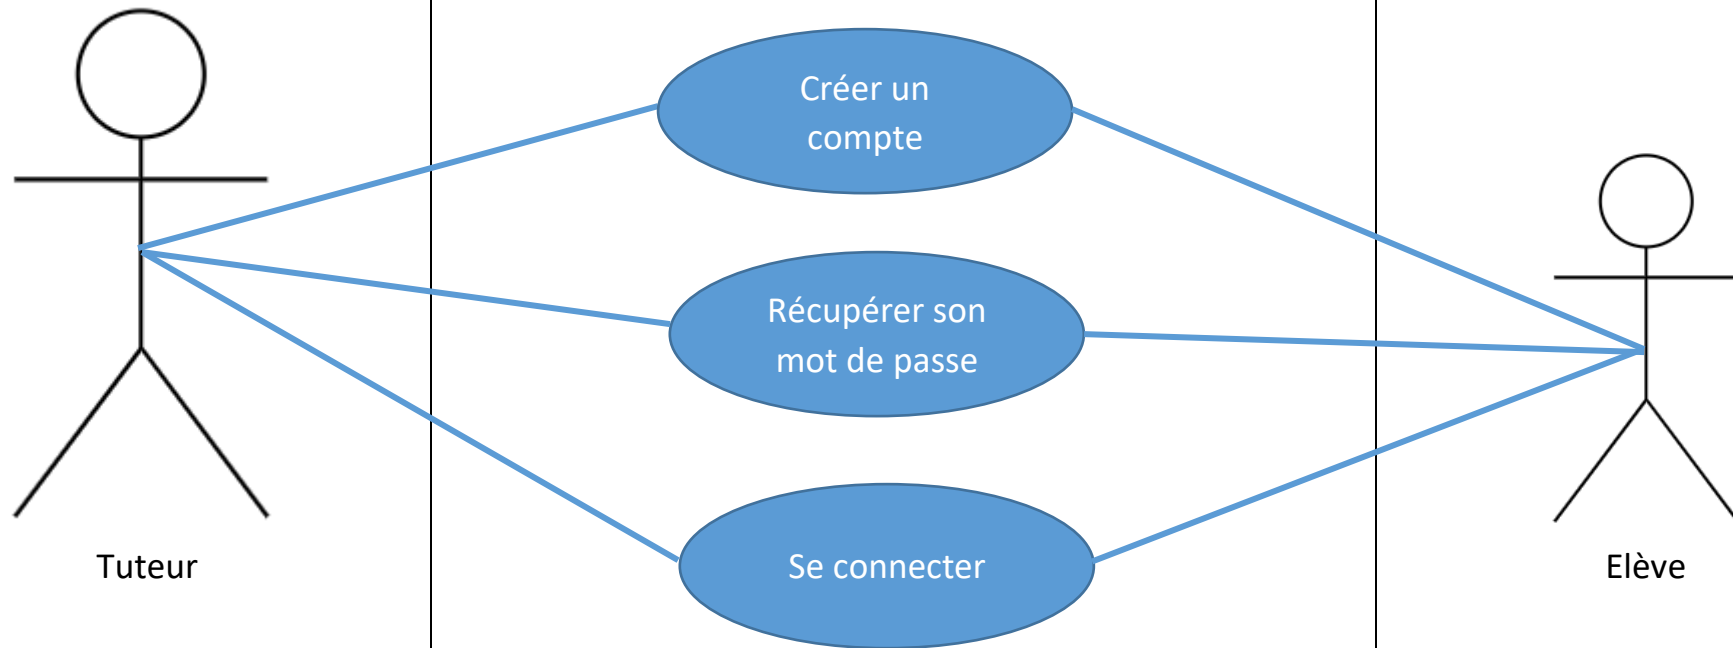 Créer un
compte
Récupérer son
mot de passe
Se connecter
Tuteur
Elève